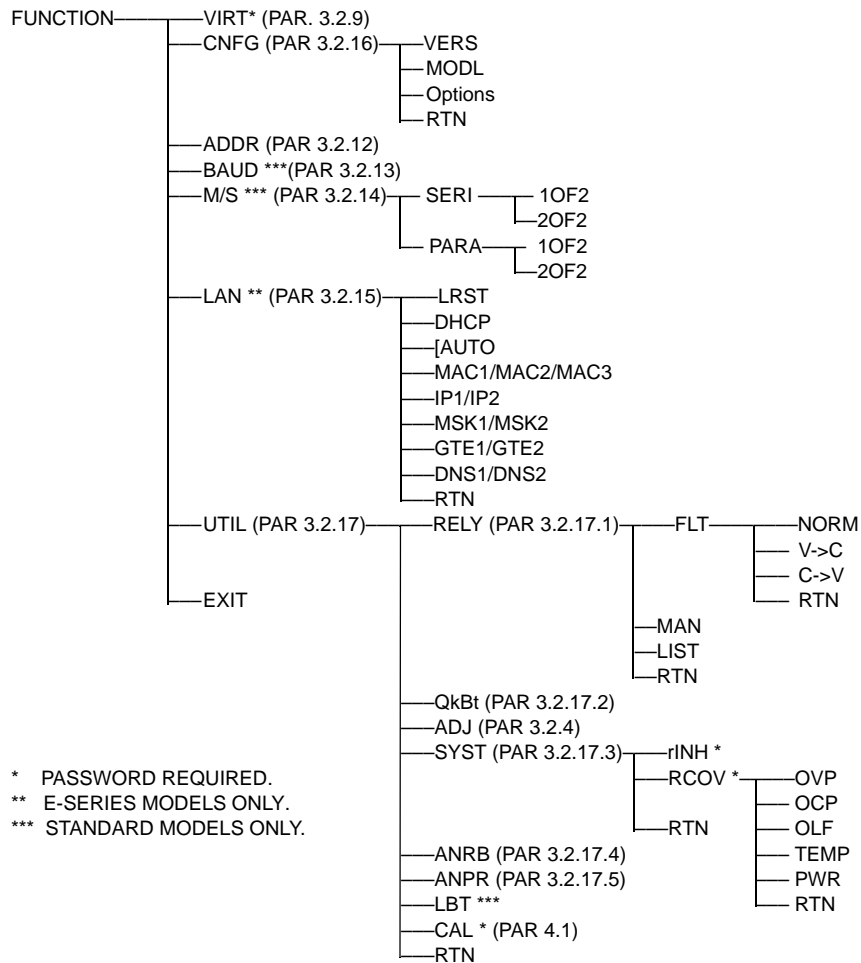 FUNCTION VIRT* (PAR. 3.2.9)
CNFG (PAR 3.2.16) VERS
MODL
Options
RTN
ADDR (PAR 3.2.12)
BAUD ***(PAR 3.2.13)
M/S *** (PAR 3.2.14) SERI 1OF2
2OF2
PARA 1OF2
2OF2
LAN ** (PAR 3.2.15) LRST
DHCP
[AUTO
MAC1/MAC2/MAC3
IP1/IP2
MSK1/MSK2
GTE1/GTE2
DNS1/DNS2
RTN
UTIL (PAR 3.2.17) RELY (PAR 3.2.17.1) FLT NORM
V->C
C->V
EXIT RTN
MAN
LIST
RTN
QkBt (PAR 3.2.17.2)
ADJ (PAR 3.2.4)
SYST (PAR 3.2.17.3) rINH *
* PASSWORD REQUIRED. RCOV * OVP
** E-SERIES MODELS ONLY. OCP
*** STANDARD MODELS ONLY. RTN OLF
ANRB (PAR 3.2.17.4) TEMP
ANPR (PAR 3.2.17.5) PWR
LBT *** RTN
CAL * (PAR 4.1)
RTN